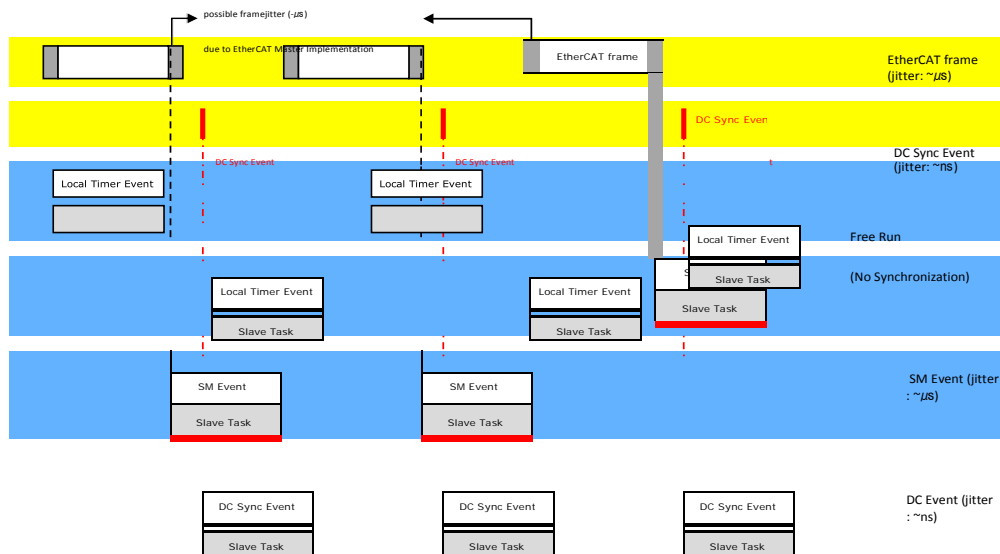 possible framejitter (-µs)
due to EtherCAT Master Implementation
EtherCAT frame
EtherCAT frame
(jitter: ~µs)
DC Sync Even
DC Sync Event
DC Sync Event
t
DC Sync Event
(jitter: ~ns)
Local Timer Event
Local Timer Event
Free Run
Local Timer Event
S
Slave Task
(No Synchronization)
Local Timer Event
Local Timer Event
Slave Task
Slave Task
Slave Task
SM Event
SM Event
SM Event (jitter
: ~µs)
Slave Task
Slave Task
DC Sync Event
DC Sync Event
DC Sync Event
DC Event (jitter
: ~ns)
Slave Task
Slave Task
Slave Task